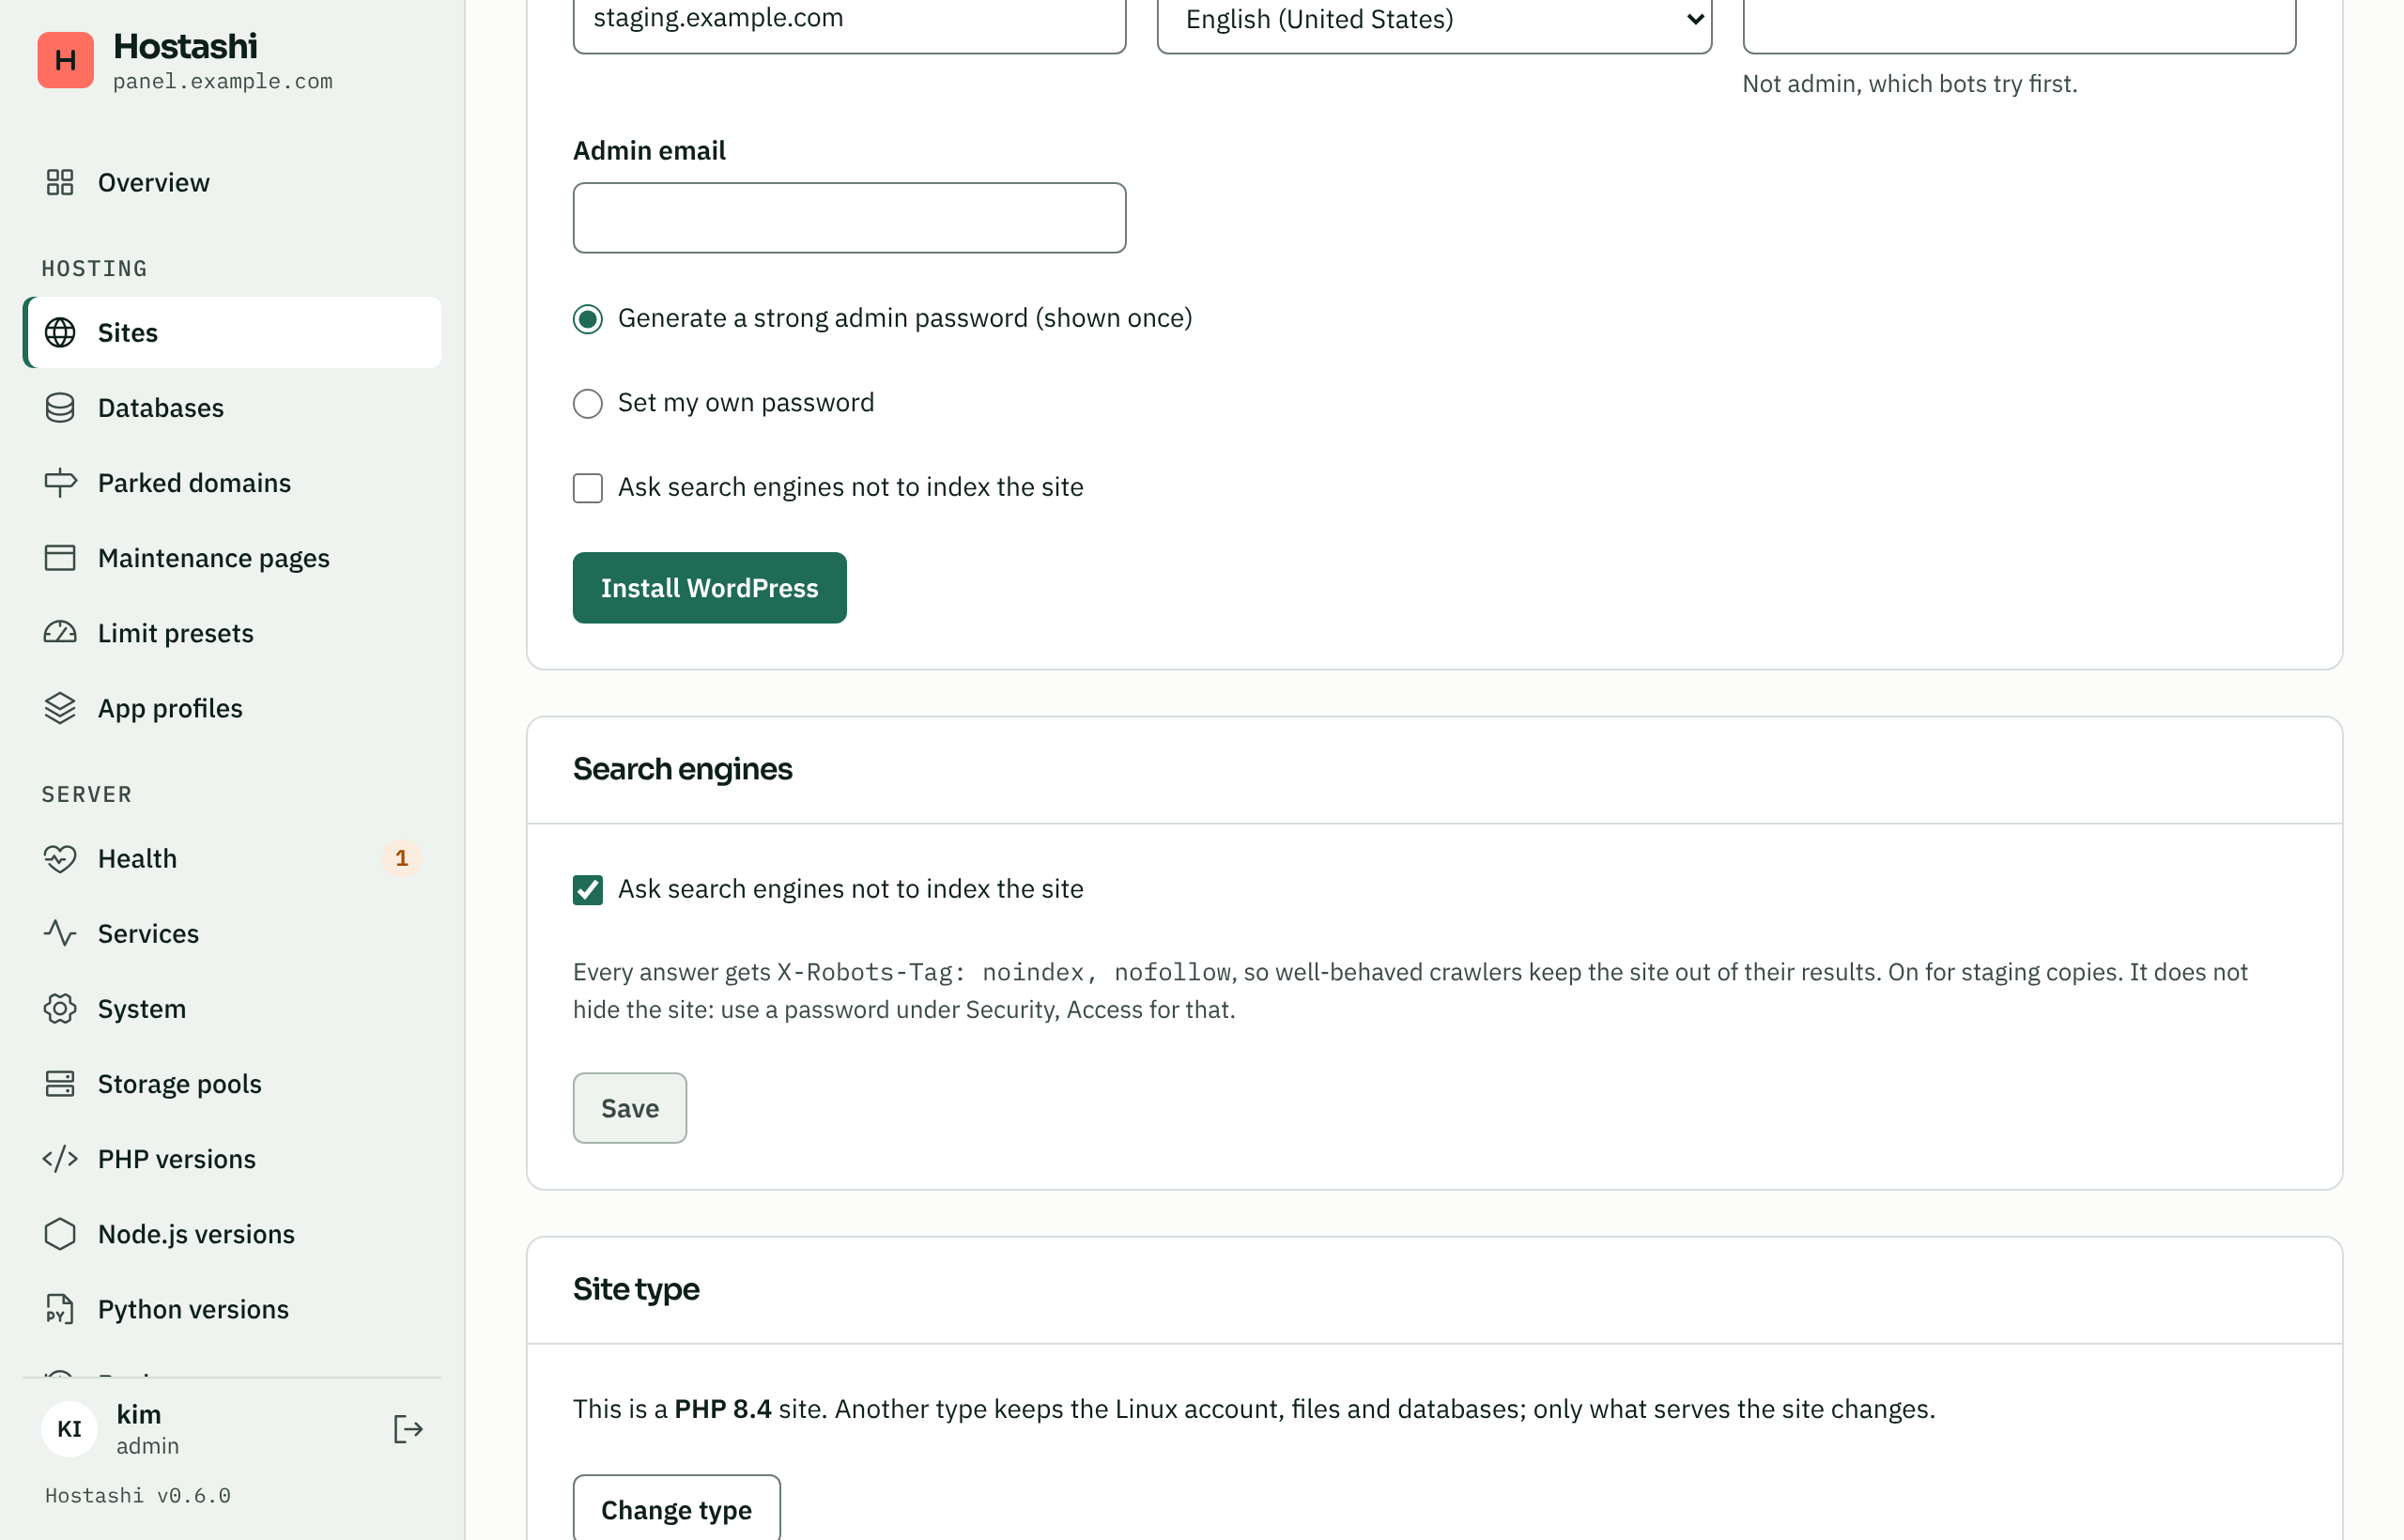 H
Hostashi
panel.example.com
Overview
HOSTING
Sites
Databases
Parked domains
Maintenance pages
Limit presets
App profiles
SERVER
Health
1
Services
System
Storage pools
PHP versions
Node.js versions
PY
Python versions
KI
kim
admin
Hostashi v0.6.0
staging.example.com
English (United States)
Not admin, which bots try first.
Admin email
Generate a strong admin password (shown once)
Set my own password
Ask search engines not to index the site
Install WordPress
Search engines
Ask search engines not to index the site
Every answer gets X-Robots-Tag: noindex, nofollow, so well-behaved crawlers keep the site out of their results. On for staging copies. It does not
hide the site: use a password under Security, Access for that.
Save
Site type
This is a PHP 8.4 site. Another type keeps the Linux account, files and databases; only what serves the site changes.
Change type